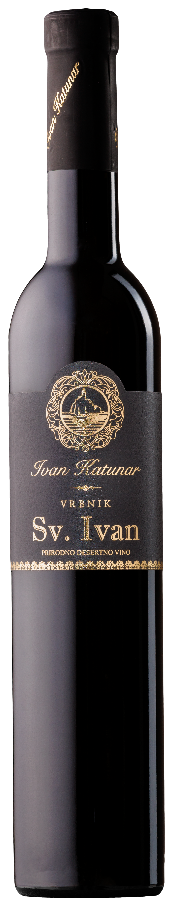 Ivan Katunar
Ivan Katunar
VRBNIK
Sv. Ivan
PRIRODNO DESERTNO VINO